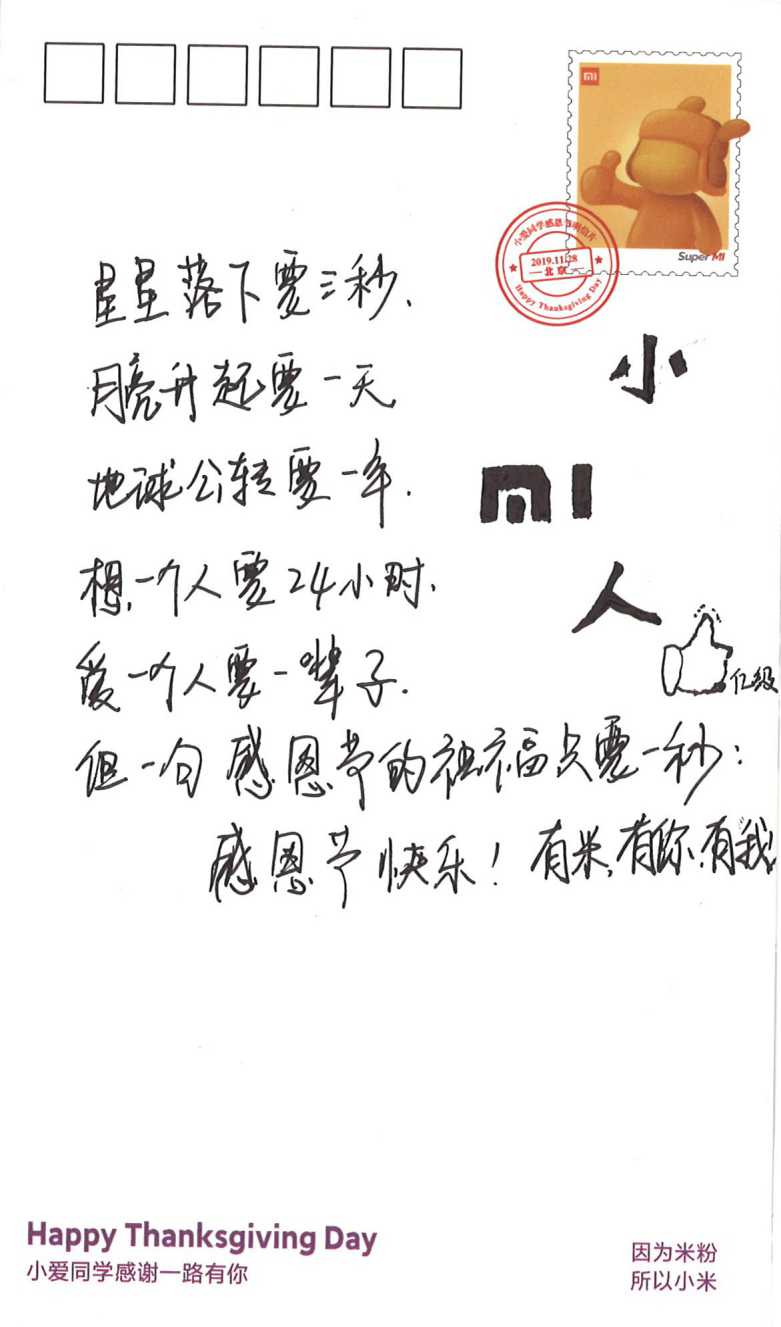 MI
Super MI
小爱同学感恩节明信片
2019.11.28
北京
Happy Thanksgiving Day
星星落下要三秒.
月亮升起要一天
地球公转要一年.
想一个人要24小时.
爱一个人要一辈子.
但一句感恩节的祝福只要一秒:
感恩节快乐! 有米,有你,有我!
小
MI
人
亿级
Happy Thanksgiving Day
小爱同学感谢一路有你
因为米粉
所以小米